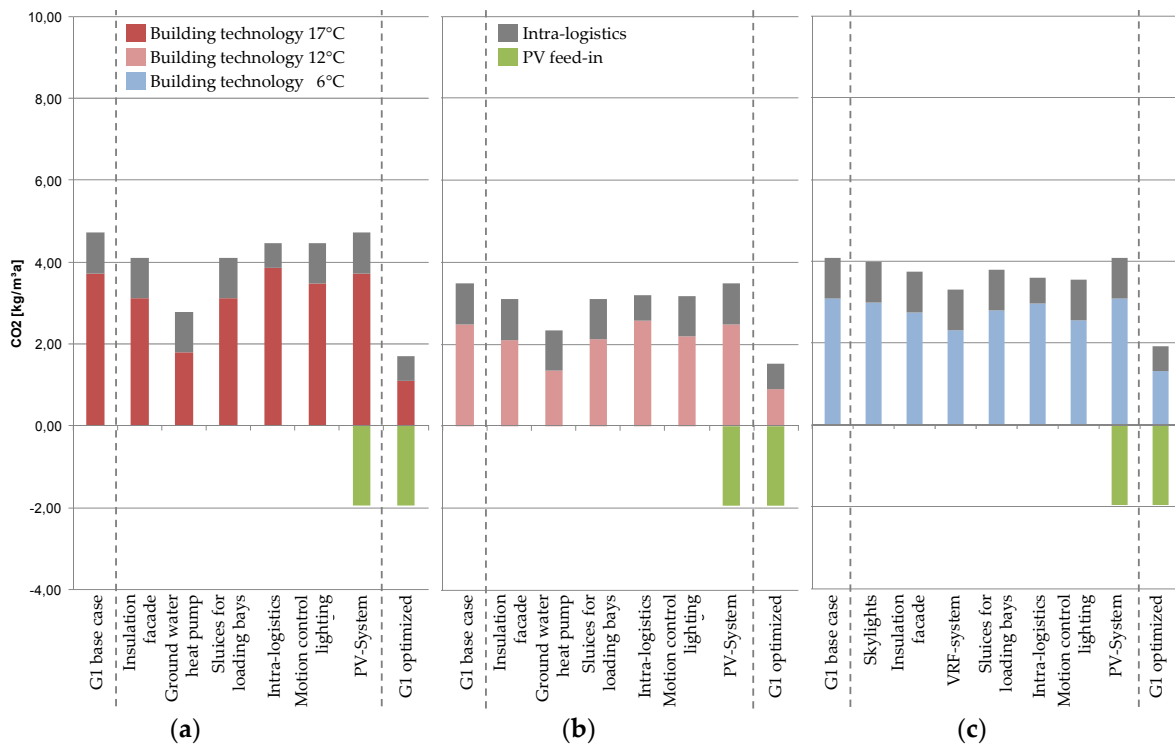 10,00
8,00
6,00
4,00
2,00
0,00
-2,00
-4,00
CO2 [kg/m³a]
Building technology 17°C
Building technology 12°C
Building technology 6°C
Intra-logistics
PV feed-in
G1 base case
Insulation
facade
Ground water
heat pump
Sluices for
loading bays
Intra-logistics
Motion control
lighting
PV-System
G1 optimized
(a)
G1 base case
Insulation
facade
Ground water
heat pump
Sluices for
loading bays
Intra-logistics
Motion control
lighting
PV-System
G1 optimized
(b)
G1 base case
Skylights
Insulation
facade
VRF-system
Sluices for
loading bays
Intra-logistics
Motion control
lighting
PV-System
G1 optimized
(c)